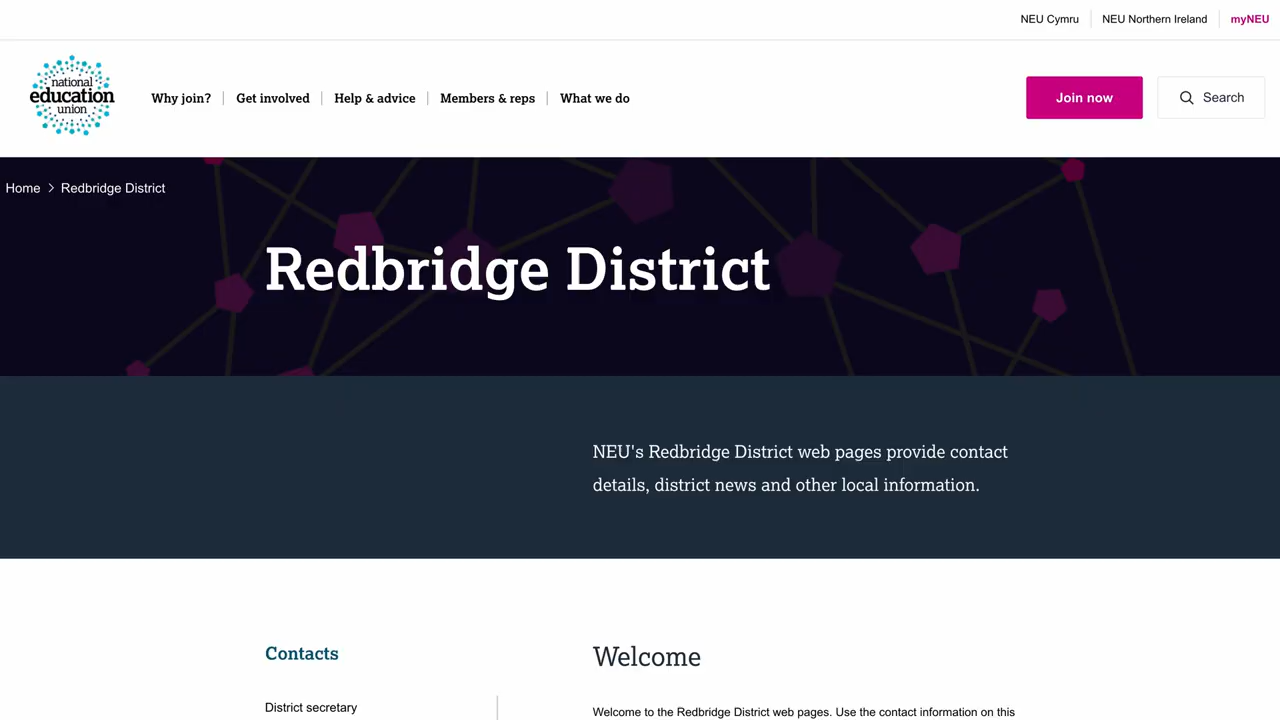 NEU Cymru
NEU Northern Ireland
myNEU
national
education
union
Why join?
Get involved
Help & advice
Members & reps
What we do
Join now
Search
Home
Redbridge District
Redbridge District
NEU's Redbridge District web pages provide contact
details, district news and other local information.
Contacts
District secretary
Welcome
Welcome to the Redbridge District web pages. Use the contact information on this